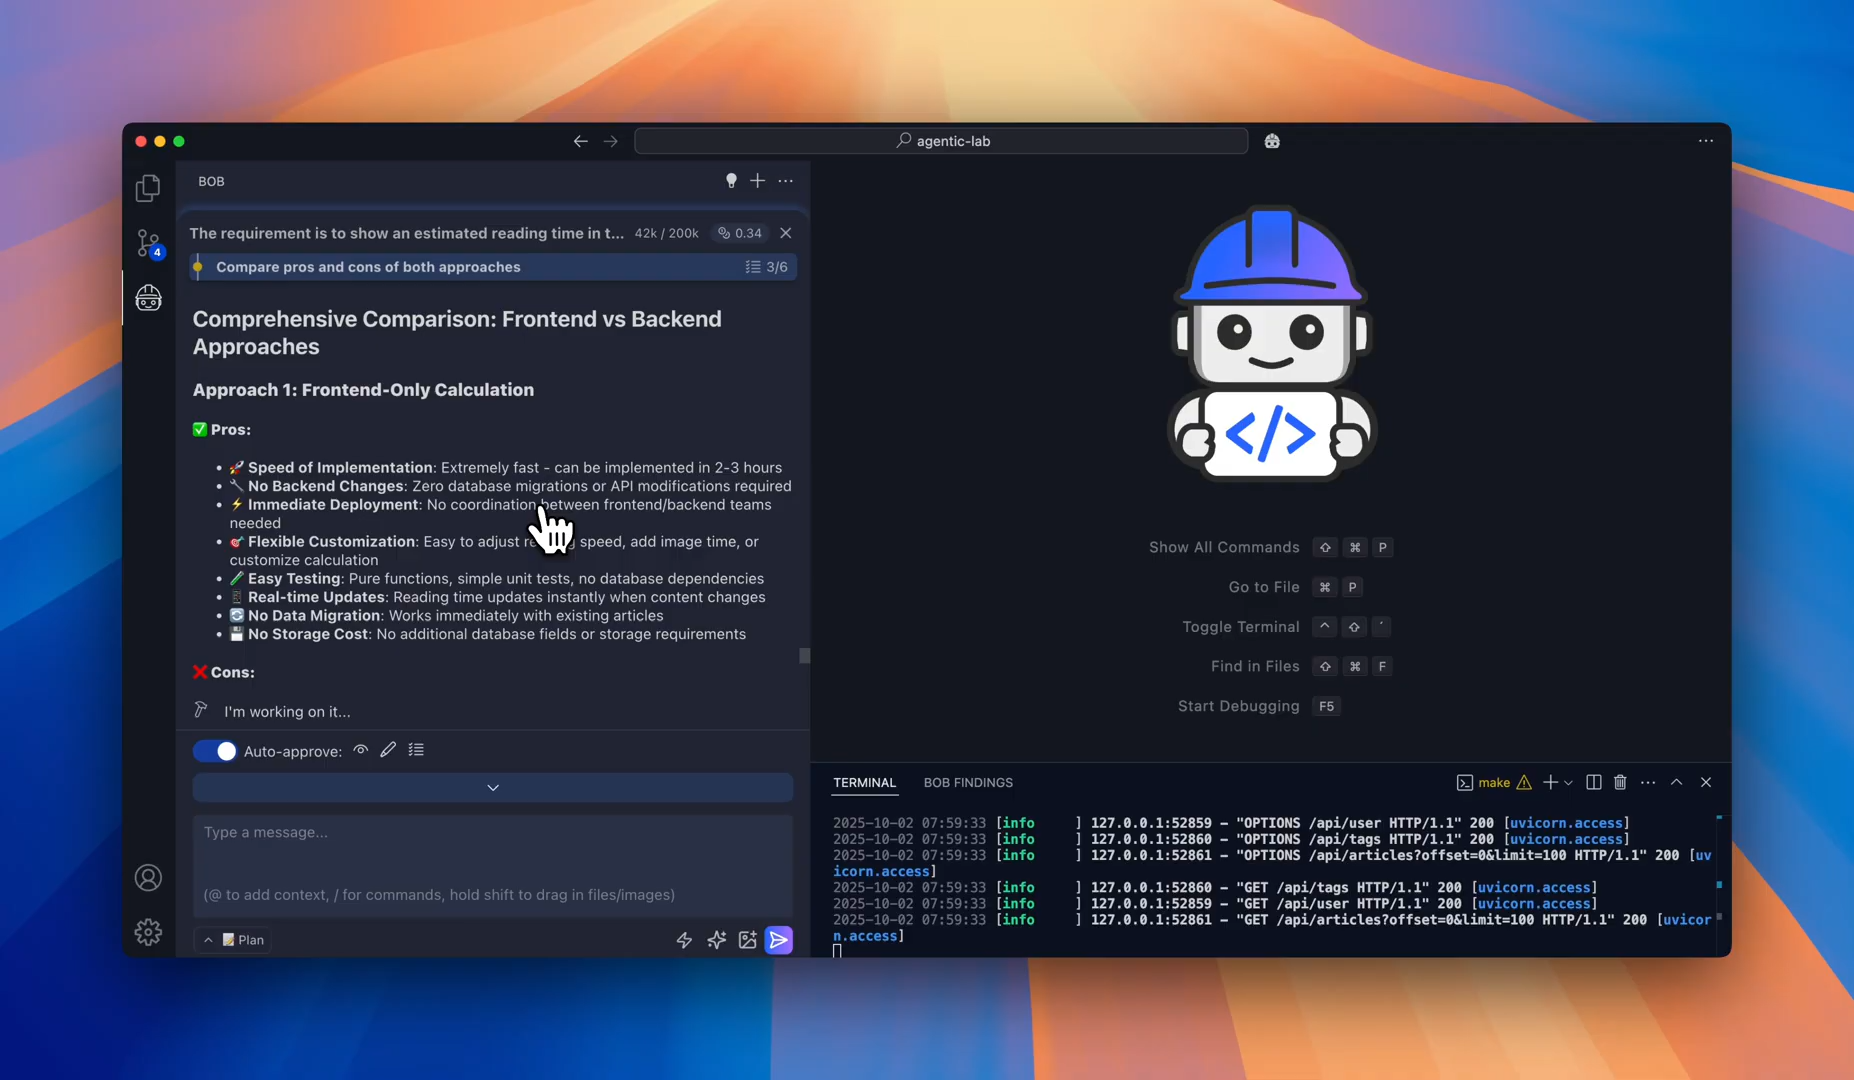 agentic-lab
BOB
The requirement is to show an estimated reading time in t... 42k / 200k 0.34
Compare pros and cons of both approaches 3/6
Comprehensive Comparison: Frontend vs Backend
Approaches
Approach 1: Frontend-Only Calculation
✅ Pros:
• 🚀 Speed of Implementation: Extremely fast - can be implemented in 2-3 hours
• 🔧 No Backend Changes: Zero database migrations or API modifications required
• ⚡ Immediate Deployment: No coordination between frontend/backend teams
needed
• 🎯 Flexible Customization: Easy to adjust speed, add image time, or
customize calculation
• 🧪 Easy Testing: Pure functions, simple unit tests, no database dependencies
• 📱 Real-time Updates: Reading time updates instantly when content changes
• 🔄 No Data Migration: Works immediately with existing articles
• 💾 No Storage Cost: No additional database fields or storage requirements
❌ Cons:
I'm working on it...
Auto-approve:
Type a message...
(@ to add context, / for commands, hold shift to drag in files/images)
Plan
4
</>
Show All Commands ⇧ ⌘ P
Go to File ⌘ P
Toggle Terminal ^ ⇧ ´
Find in Files ⇧ ⌘ F
Start Debugging F5
TERMINAL BOB FINDINGS make
2025-10-02 07:59:33 [info ] 127.0.0.1:52859 – "OPTIONS /api/user HTTP/1.1" 200 [uvicorn.access]
2025-10-02 07:59:33 [info ] 127.0.0.1:52860 – "OPTIONS /api/tags HTTP/1.1" 200 [uvicorn.access]
2025-10-02 07:59:33 [info ] 127.0.0.1:52861 – "OPTIONS /api/articles?offset=0&limit=100 HTTP/1.1" 200 [uv
icorn.access]
2025-10-02 07:59:33 [info ] 127.0.0.1:52860 – "GET /api/tags HTTP/1.1" 200 [uvicorn.access]
2025-10-02 07:59:33 [info ] 127.0.0.1:52859 – "GET /api/user HTTP/1.1" 200 [uvicorn.access]
2025-10-02 07:59:33 [info ] 127.0.0.1:52861 – "GET /api/articles?offset=0&limit=100 HTTP/1.1" 200 [uvicor
n.access]